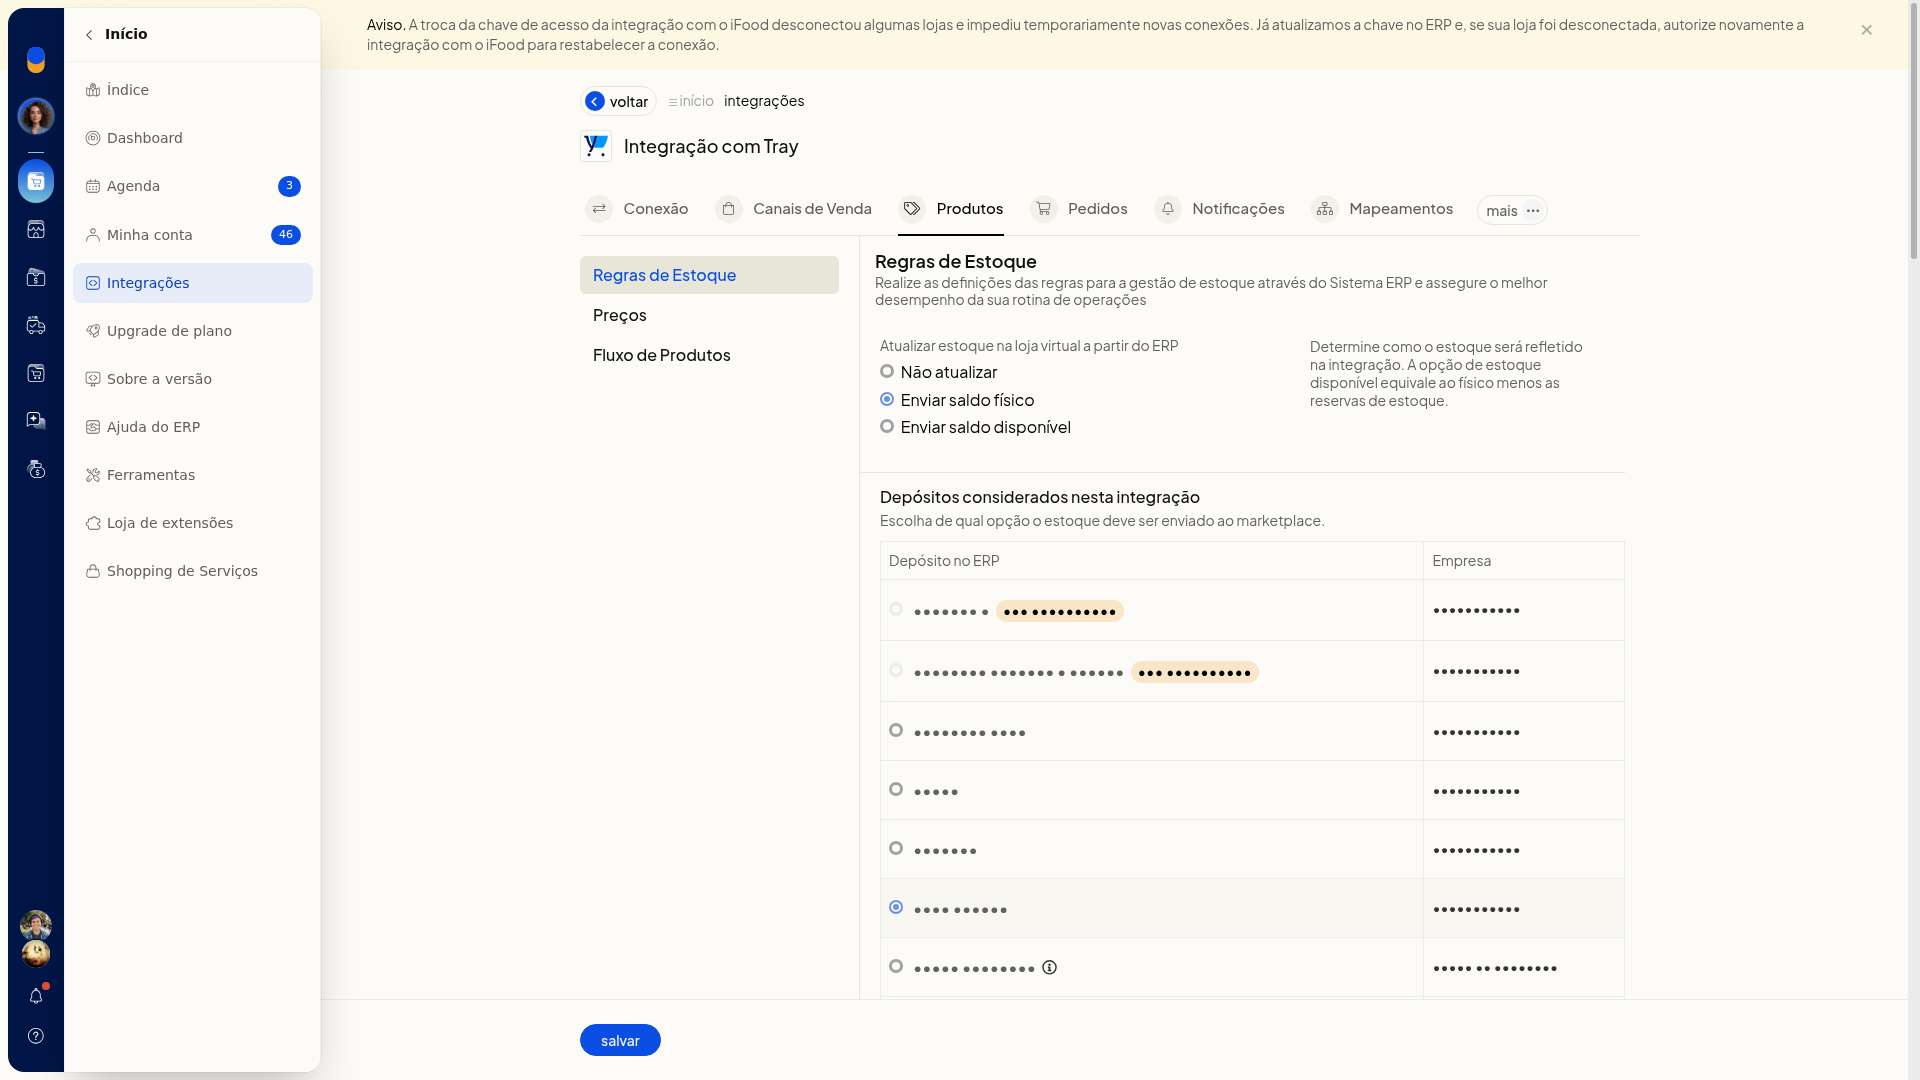 Início
Índice
Dashboard
Agenda 3
Minha conta 46
Integrações
Upgrade de plano
Sobre a versão
Ajuda do ERP
Ferramentas
Loja de extensões
Shopping de Serviços
Aviso. A troca da chave de acesso da integração com o iFood desconectou algumas lojas e impediu temporariamente novas conexões. Já atualizamos a chave no ERP e, se sua loja foi desconectada, autorize novamente a
integração com o iFood para restabelecer a conexão.
voltar início integrações
Integração com Tray
Conexão Canais de Venda Produtos Pedidos Notificações Mapeamentos mais
Regras de Estoque
Preços
Fluxo de Produtos
Regras de Estoque
Realize as definições das regras para a gestão de estoque através do Sistema ERP e assegure o melhor
desempenho da sua rotina de operações
Atualizar estoque na loja virtual a partir do ERP
Não atualizar
Enviar saldo físico
Enviar saldo disponível
Determine como o estoque será refletido
na integração. A opção de estoque
disponível equivale ao físico menos as
reservas de estoque.
Depósitos considerados nesta integração
Escolha de qual opção o estoque deve ser enviado ao marketplace.
Depósito no ERP Empresa
salvar